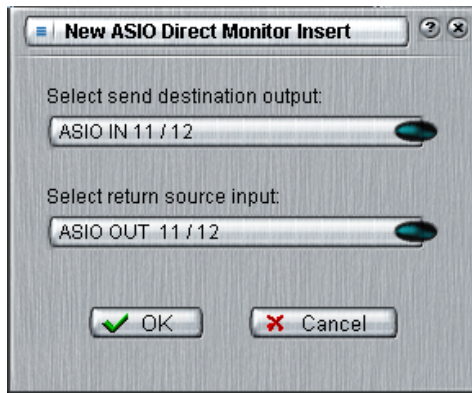 New ASIO Direct Monitor Insert ?
Select send destination output:
ASIO IN 11 / 12
Select return source input:
ASIO OUT 11 / 12
OK Cancel